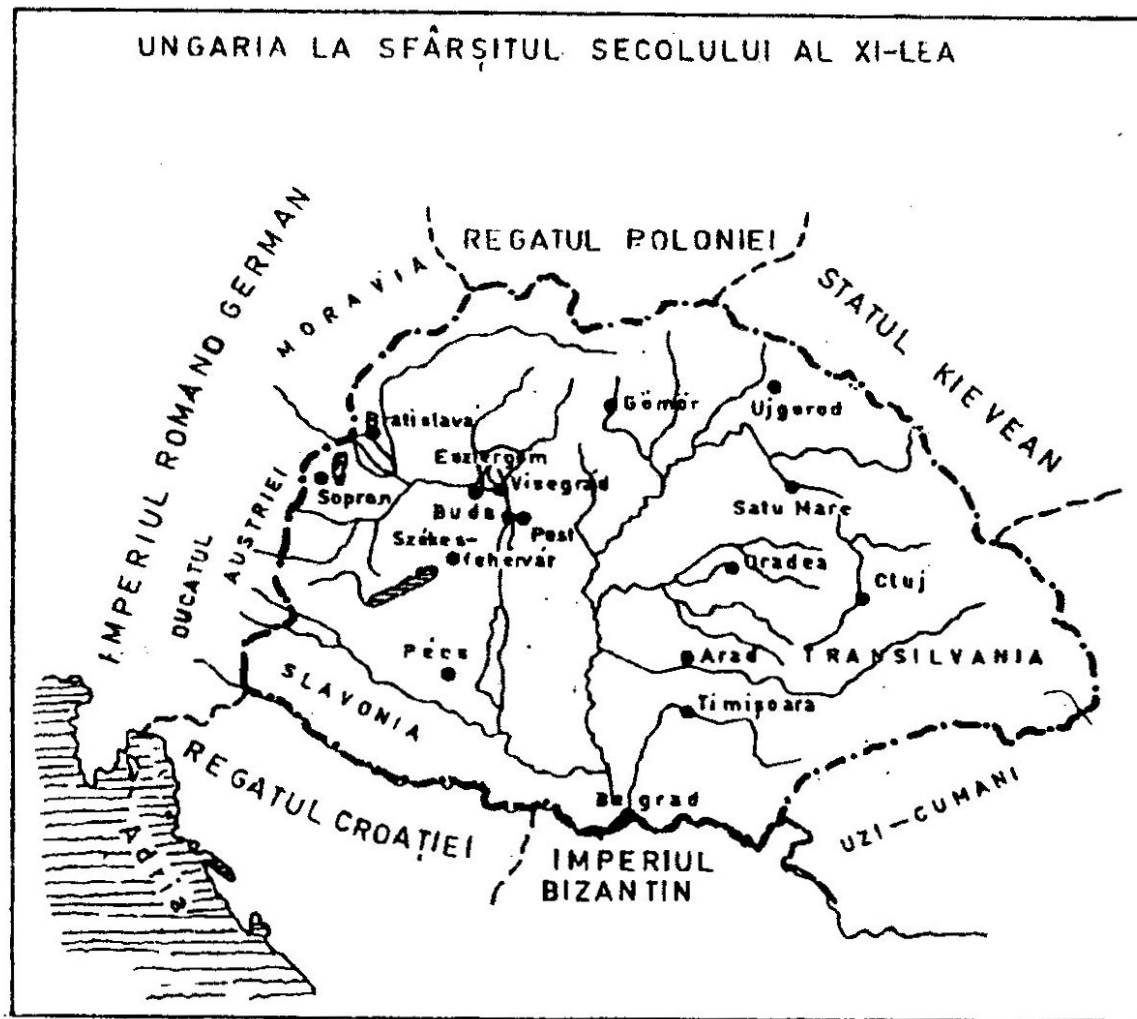 UNGARIA LA SFÂRȘITUL SECOLULUI AL XI-LEA
REGATUL POLONIEI
IMPERIUL ROMANO GERMAN
MORAVIA
STATUL KIEVEAN
Bratislava
Gömör
Ujgorod
Esztergom
Sopron
Visegrád
Buda
Pest
Satu Mare
Székes-
fehervár
Oradea
Cluj
DUCATUL
AUSTRIEI
Pécs
Arad
TRANSILVANIA
SLAVONIA
Timișoara
REGATUL CROAȚIEI
Belgrad
UZI-CUMANI
IMPERIUL
BIZANTIN